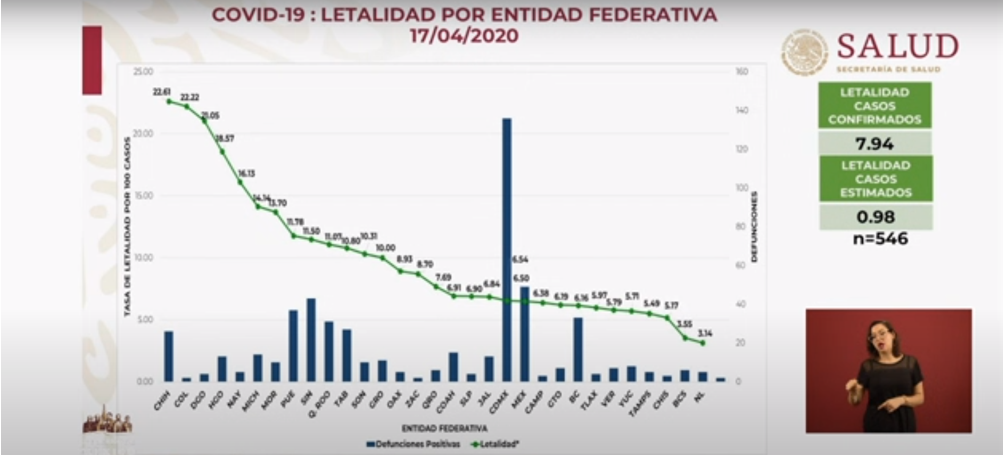 COVID-19 : LETALIDAD POR ENTIDAD FEDERATIVA
17/04/2020
SALUD
SECRETARÍA DE SALUD
LETALIDAD
CASOS
CONFIRMADOS
7.94
LETALIDAD
CASOS
ESTIMADOS
0.98
n=546
TASA DE LETALIDAD POR 100 CASOS
25.00
20.00
15.00
10.00
5.00
0.00
22.61
22.22
21.05
18.57
16.13
14.14
13.70
11.78
11.50
11.07
10.80
10.31
10.00
8.93
8.70
7.69
6.91
6.90
6.84
6.54
6.50
6.38
6.19
6.16
5.97
5.79
5.71
5.49
5.17
3.55
3.14
160
140
120
100
80
60
40
20
0
DEFUNCIONES
CHIH
COL
DGO
HGO
NAY
MICH
MOR
PUE
SIN
Q. ROO
TAB
SON
GRO
OAX
ZAC
QRO
COAH
SLP
JAL
CDMX
MEX
CAMP
GTO
BC
TLAX
VER
YUC
TAMPS
CHIS
BCS
NL
ENTIDAD FEDERATIVA
Defunciones Positivas
Letalidad*